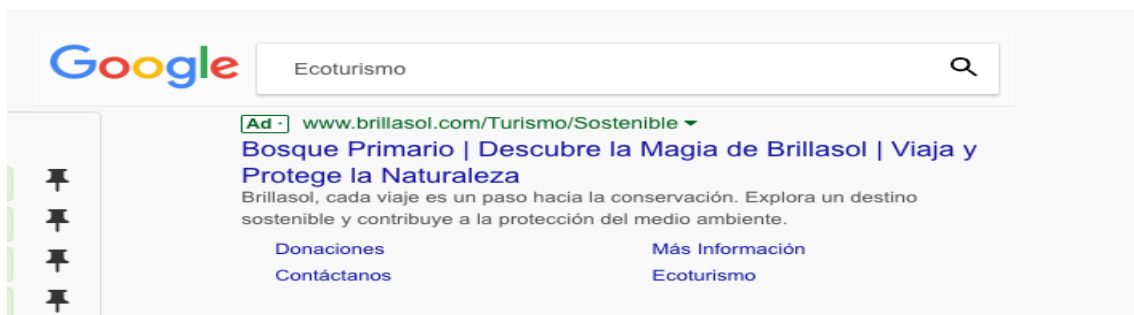 Google
Ecoturismo
Ad · www.brillasol.com/Turismo/Sostenible
Bosque Primario | Descubre la Magia de Brillasol | Viaja y
Protege la Naturaleza
Brillasol, cada viaje es un paso hacia la conservación. Explora un destino
sostenible y contribuye a la protección del medio ambiente.
Donaciones
Más Información
Contáctanos
Ecoturismo